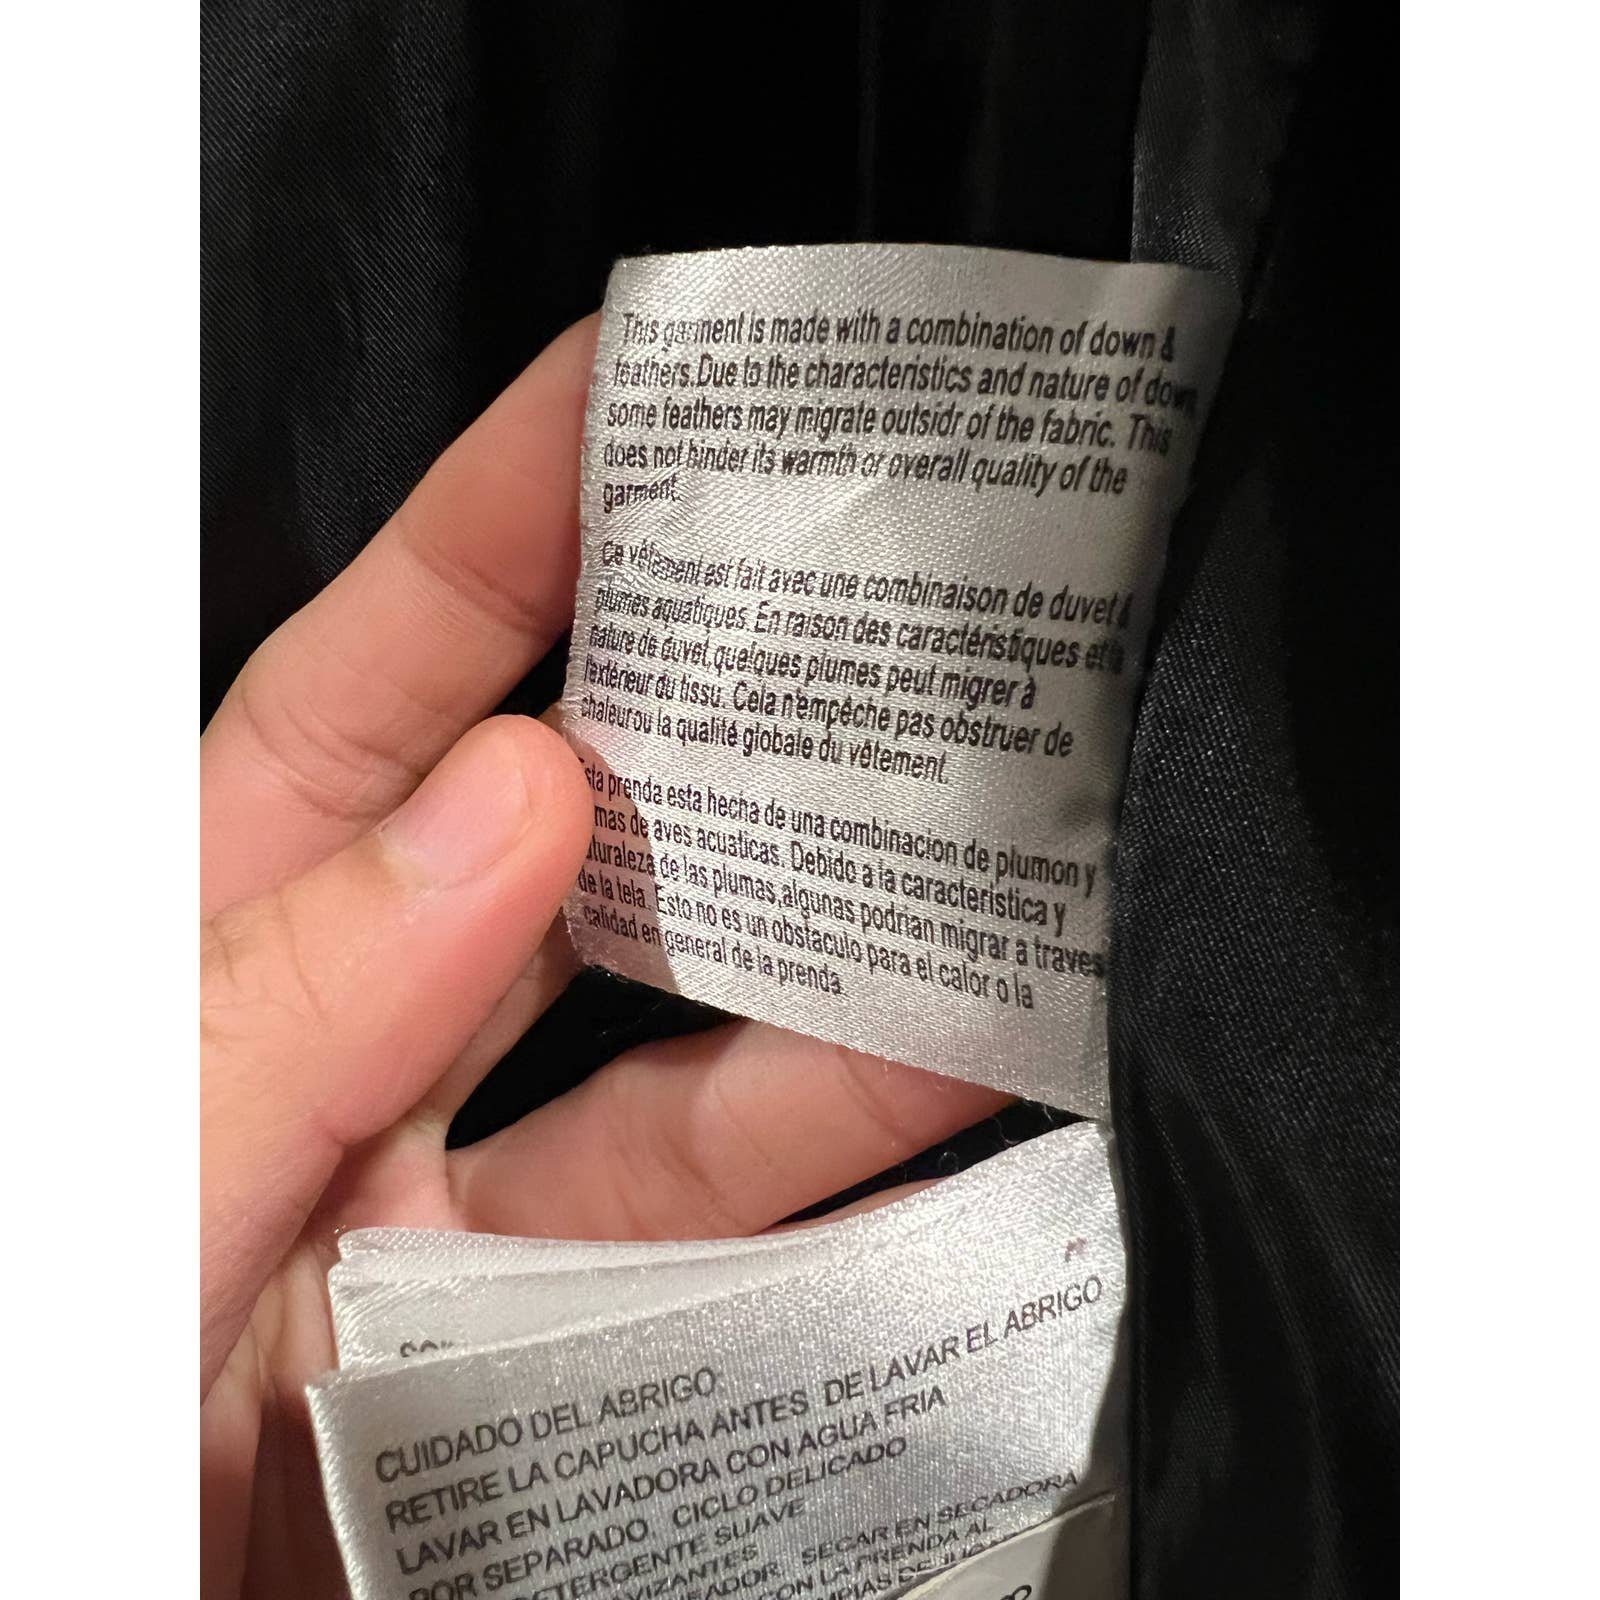 This garment is made with a combination of down &
feathers.Due to the characteristics and nature of down
some feathers may migrate outsidr of the fabric. This
does not hinder its warmth or overall quality of the
garment.
Ce vêtement est fait avec une combinaison de duvet &
plumes aquatiques. En raison des caractéristiques et la
nature de duvet,quelques plumes peut migrer à
l'extérieur du tissu. Cela n'empêche pas obstruer de
chaleurou la qualité globale du vêtement.
Esta prenda esta hecha de una combinacion de plumon y
mas de aves acuaticas. Debido a la caracteristica y
aturaleza de las plumas,algunas podrian migrar a traves
de la tela. Esto no es un obstaculo para el calor o la
calidad en general de la prenda.
CUIDADO DEL ABRIGO
RETIRE LA CAPUCHA ANTES DE LAVAR EL ABRIGO
LAVAR EN LAVADORA CON AGUA FRIA
POR SEPARADO. CICLO DELICADO
DETERGENTE SUAVE
SECAR EN SECADORA
CON LA PRENDA AL